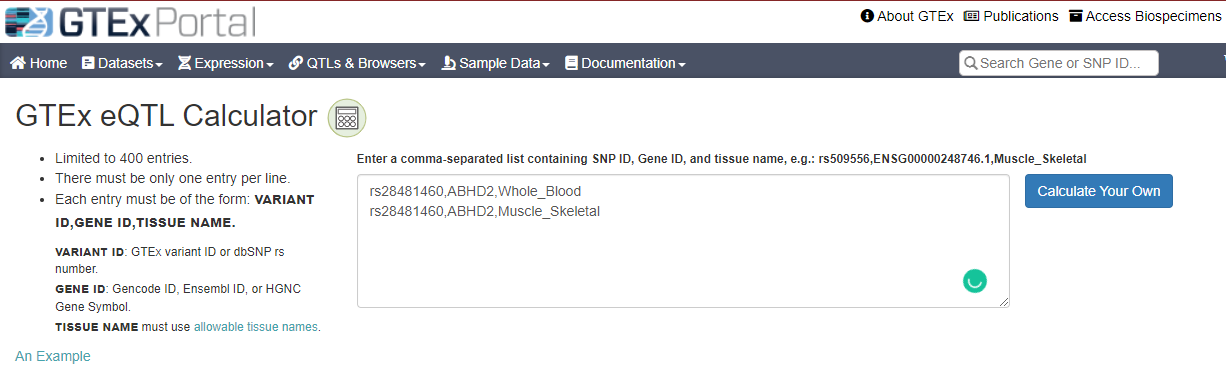 GTEx Portal
About GTEx Publications Access Biospecimens
Home Datasets Expression QTLs & Browsers Sample Data Documentation Search Gene or SNP ID...
GTEx eQTL Calculator
Limited to 400 entries.
There must be only one entry per line.
Each entry must be of the form: VARIANT
ID,GENE ID,TISSUE NAME.
VARIANT ID: GTEx variant ID or dbSNP rs
number.
GENE ID: Gencode ID, Ensembl ID, or HGNC
Gene Symbol.
TISSUE NAME must use allowable tissue names.
An Example
Enter a comma-separated list containing SNP ID, Gene ID, and tissue name, e.g.: rs509556,ENSG00000248746.1,Muscle_Skeletal
rs28481460,ABHD2,Whole_Blood
rs28481460,ABHD2,Muscle_Skeletal
Calculate Your Own